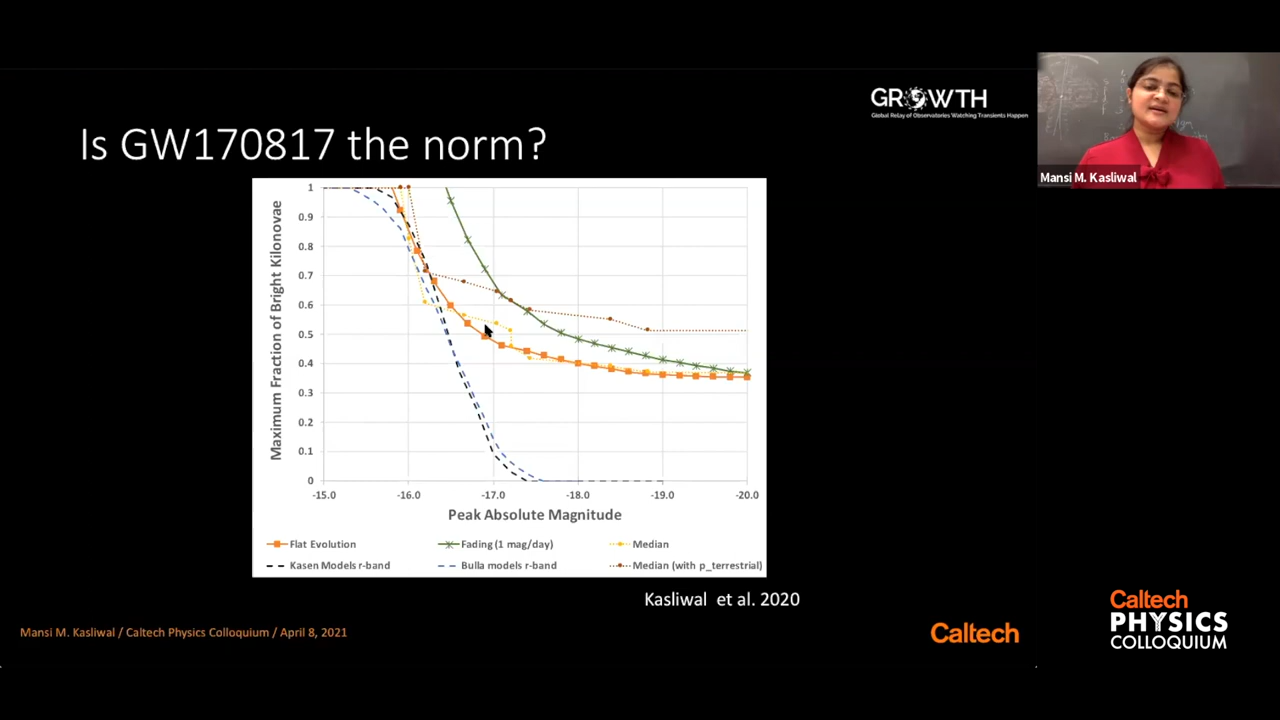 GROWTH
Global Relay of Observatories Watching Transients Happen
Mansi M. Kasliwal
Is GW170817 the norm?
Maximum Fraction of Bright Kilonovae
1
0.9
0.8
0.7
0.6
0.5
0.4
0.3
0.2
0.1
0
-15.0 -16.0 -17.0 -18.0 -19.0 -20.0
Peak Absolute Magnitude
Flat Evolution Fading (1 mag/day) Median
Kasen Models r-band Bulla models r-band Median (with p_terrestrial)
Kasliwal et al. 2020
Mansi M. Kasliwal / Caltech Physics Colloquium / April 8, 2021
Caltech
Caltech
PHYSICS
COLLOQUIUM